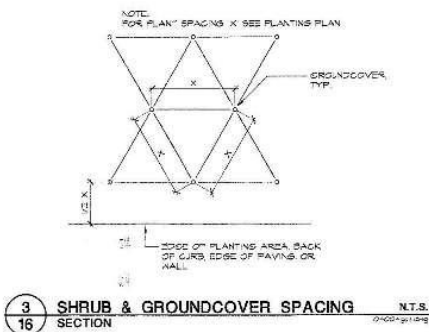 NOTE:
FOR PLANT SPACING X SEE PLANTING PLAN
X
GROUNDCOVER,
TYP.
X
X
1/2 X
EDGE OF PLANTING AREA, BACK
OF CURB, EDGE OF PAVING, OR
WALL
3
16
SHRUB & GROUNDCOVER SPACING
N.T.S.
SECTION